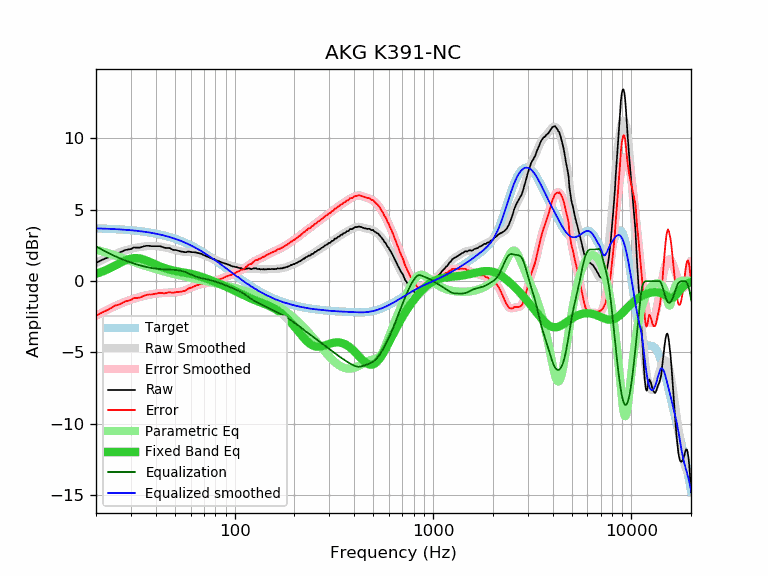 AKG K391-NC
Amplitude (dBr)
10
5
0
−5
−10
−15
Target
Raw Smoothed
Error Smoothed
Raw
Error
Parametric Eq
Fixed Band Eq
Equalization
Equalized smoothed
100 1000 10000
Frequency (Hz)